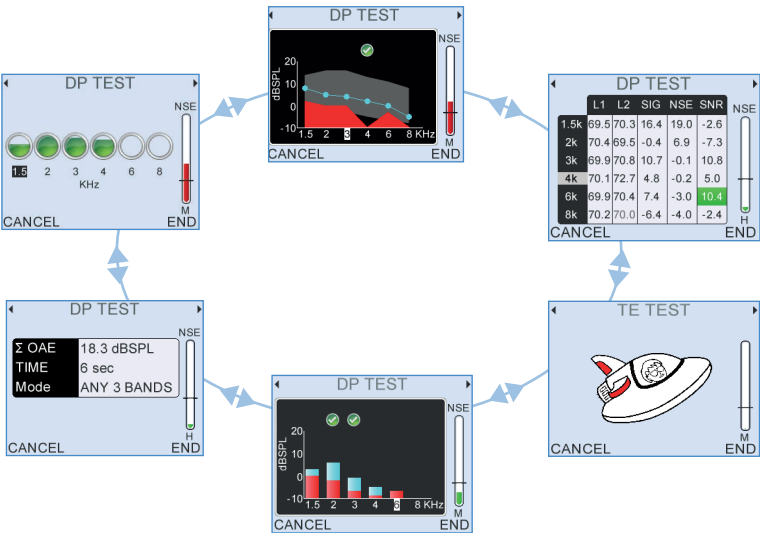 DP TEST
NSE
dBSPL
20
10
0
-10
1.5 2 3 4 6 8 KHz
M
CANCEL END
DP TEST
NSE
1.5 2 3 4 6 8
KHz
M
CANCEL END
DP TEST
L1 L2 SIG NSE SNR
NSE
1.5k 69.5 70.3 16.4 19.0 -2.6
2k 70.4 69.5 -0.4 6.9 -7.3
3k 69.9 70.8 10.7 -0.1 10.8
4k 70.1 72.7 4.8 -0.2 5.0
6k 69.9 70.4 7.4 -3.0 10.4
8k 70.2 70.0 -6.4 -4.0 -2.4
H
CANCEL END
DP TEST
NSE
Σ OAE 18.3 dBSPL
TIME 6 sec
Mode ANY 3 BANDS
H
CANCEL END
DP TEST
NSE
dBSPL
20
10
0
-10
1.5 2 3 4 6 8 KHz
M
CANCEL END
TE TEST
M
CANCEL END